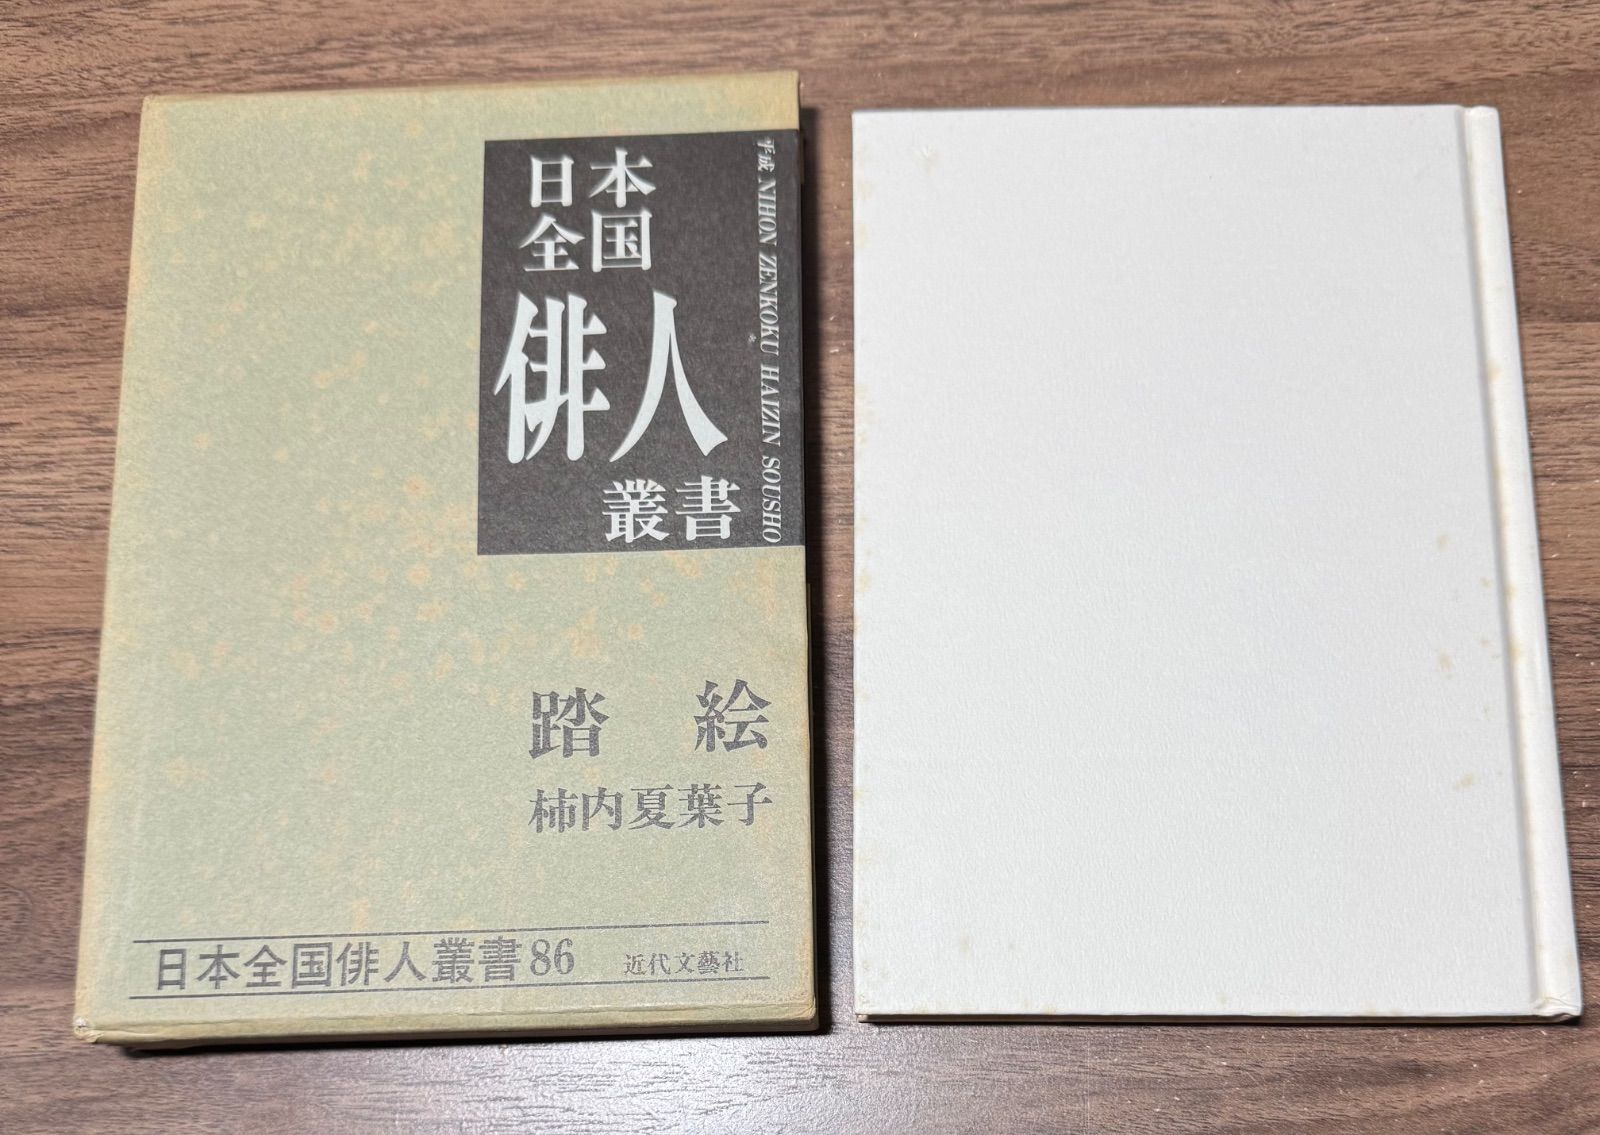 日本
全国
俳人
叢書
平成 NIHON ZENKOKU HAIZIN SOUSHO
踏絵
柿内夏葉子
日本全国俳人叢書86 近代文藝社